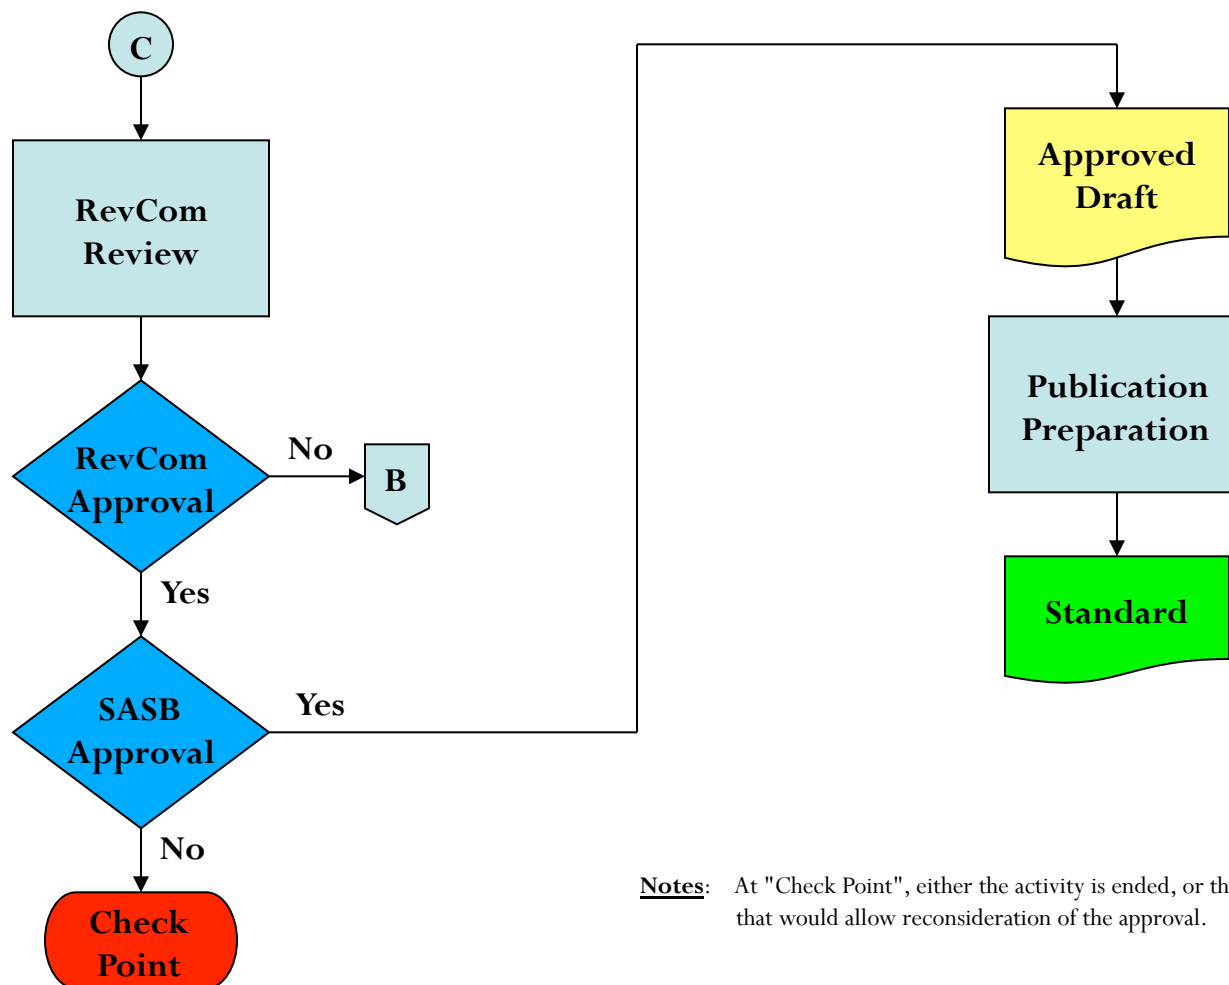 C
RevCom
Review
RevCom
Approval
No
B
Yes
SASB
Approval
Yes
No
Check
Point
Approved
Draft
Publication
Preparation
Standard
Notes: At "Check Point", either the activity is ended, or
that would allow reconsideration of the approval.